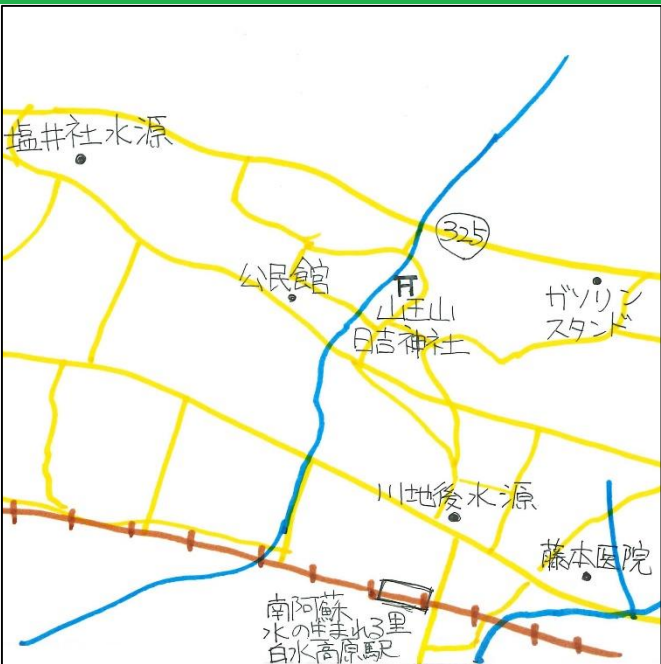 塩井社水源
325
公民館
山王山
日吉神社
ガソリン
スタンド
川地後水源
藤本医院
南阿蘇
水の生まれる里
白水高原駅